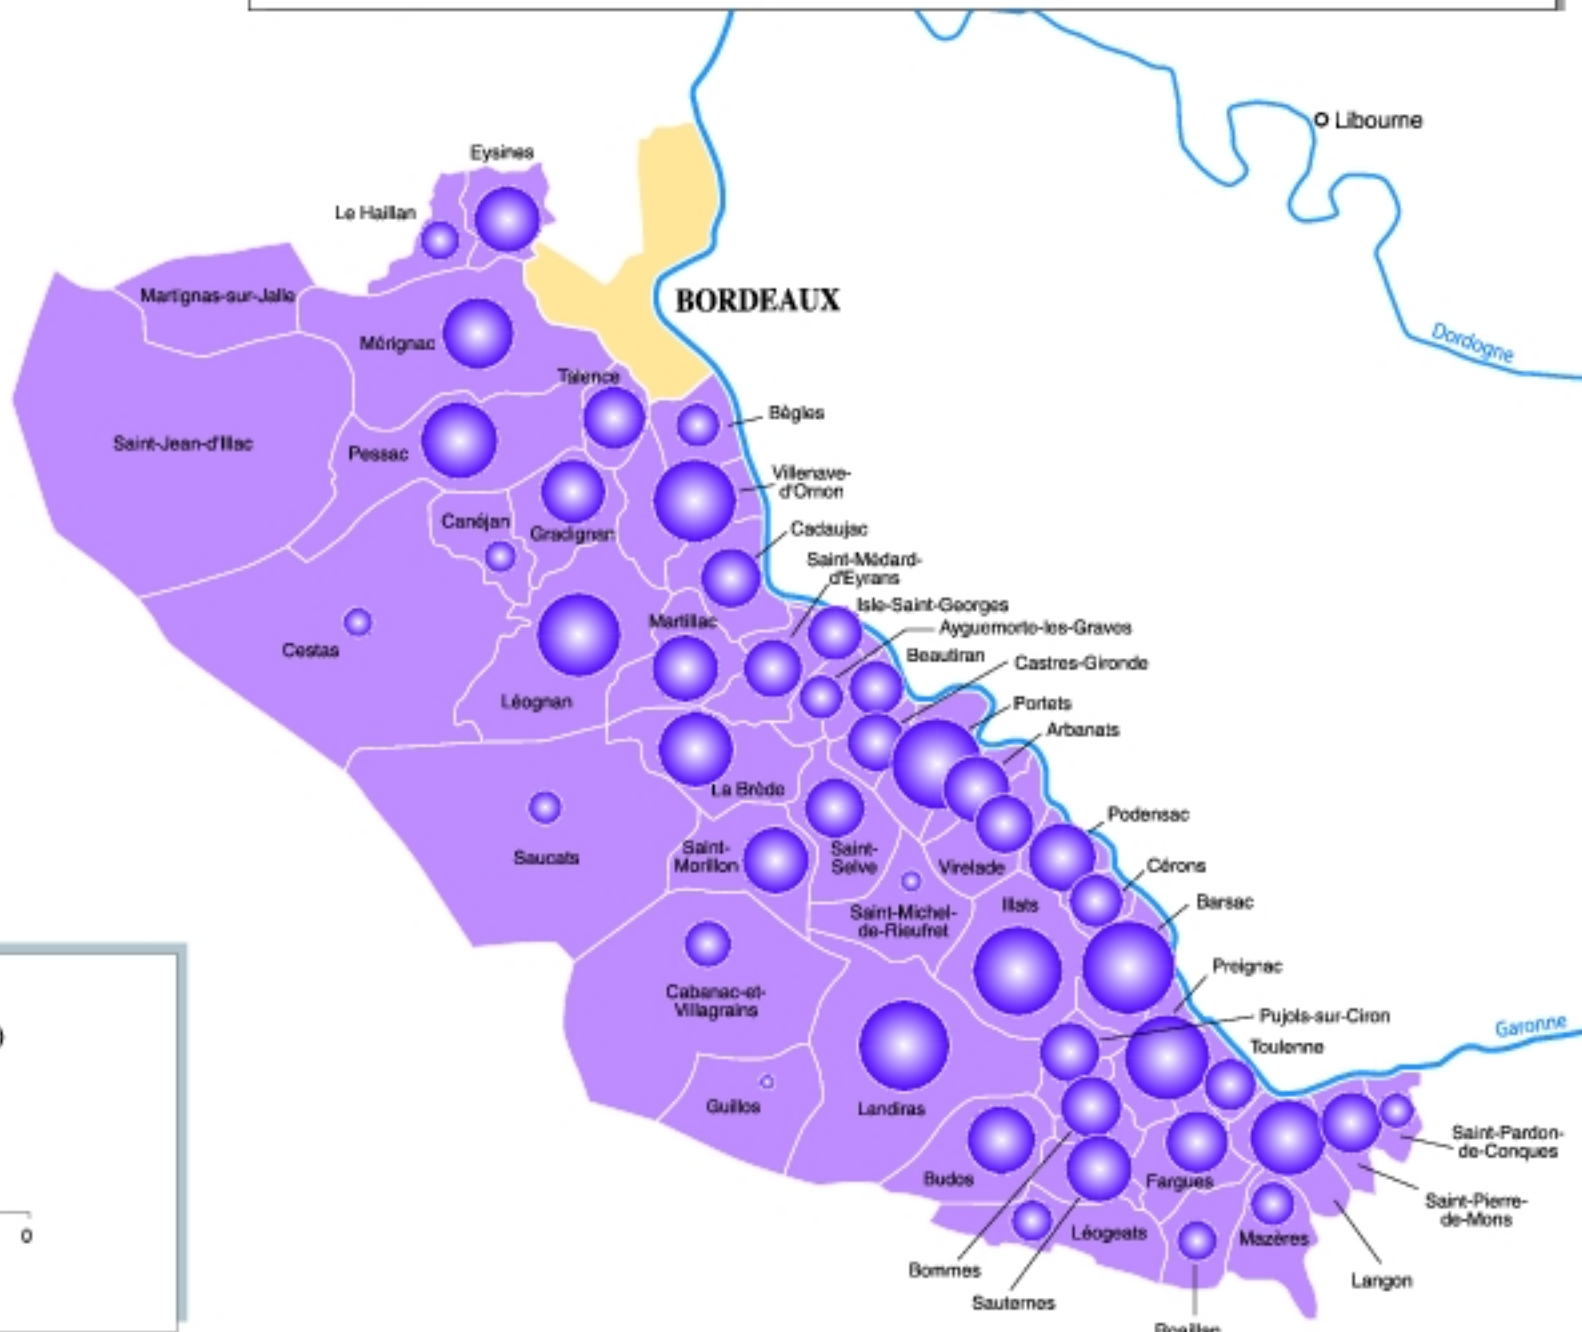 Libourne
Eysines
Le Haillan
Martignas-sur-Jalle
BORDEAUX
Dordogne
Mérignac
Talence
Bègles
Saint-Jean-d'Illac
Pessac
Villenave-
d'Ornon
Canéjan
Gradignan
Cadaujac
Saint-Médard-
d'Eyrans
Isle-Saint-Georges
Martillac
Ayguemorte-les-Graves
Cestas
Beautiran
Castres-Gironde
Léognan
Portets
Arbanats
La Brède
Podensac
Saucats
Saint-
Morillon
Saint-
Selve
Virelade
Cérons
Illats
Barsac
Saint-Michel-
de-Rieufret
Preignac
Cabanac-et-
Villagrains
Pujols-sur-Ciron
Garonne
Toulenne
Guillos
Landiras
Saint-Pardon-
de-Conques
Budos
Fargues
Saint-Pierre-
de-Mons
0
Léogeats
Mazères
Bommes
Langon
Sauternes